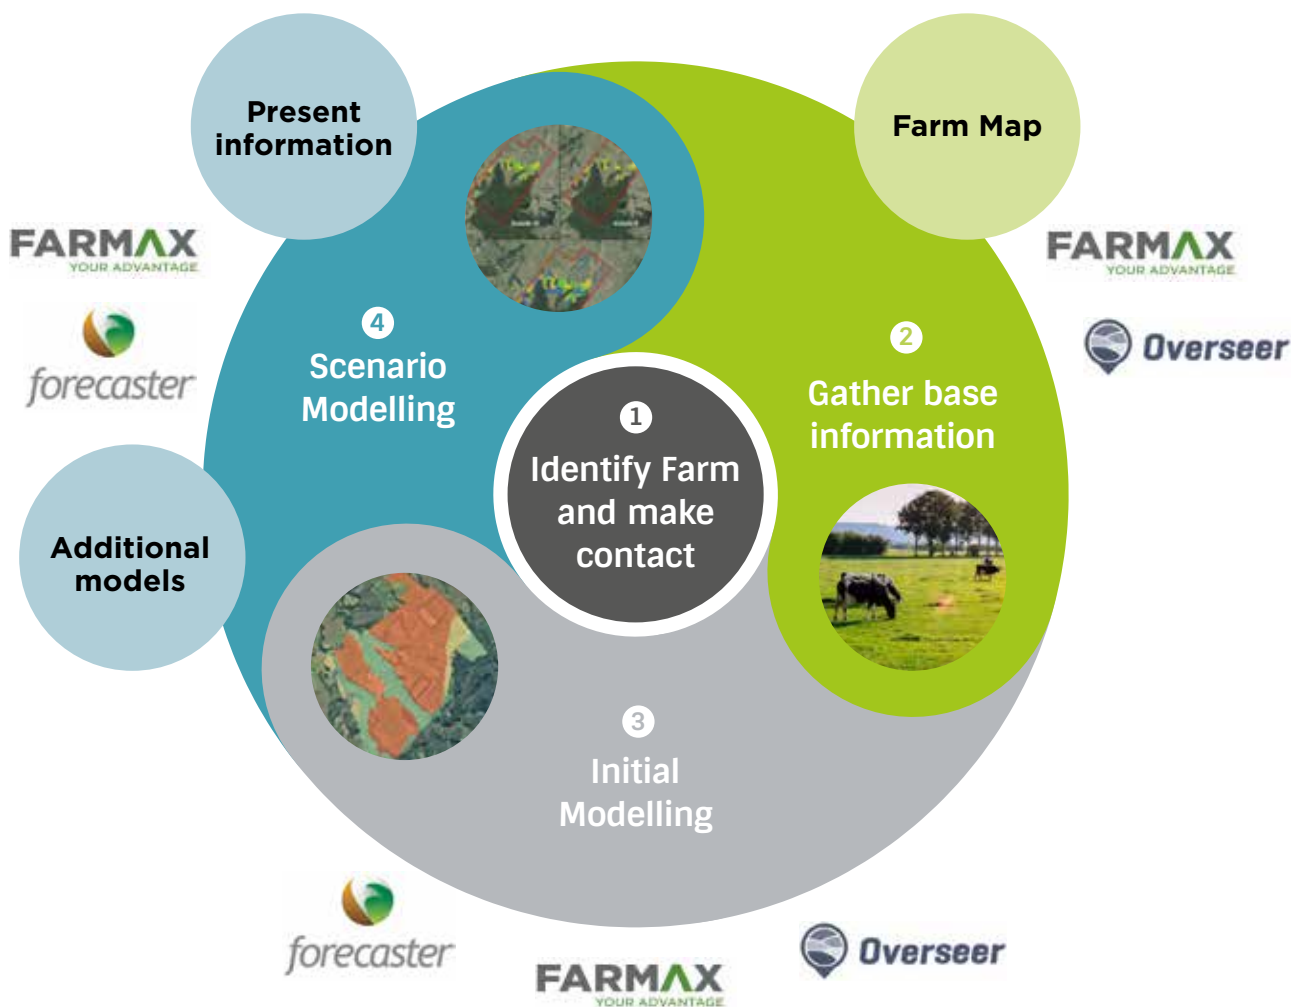 Present
information
Farm Map
FARMAX
YOUR ADVANTAGE
forecaster
4
Scenario
Modelling
1
Identify Farm
and make
contact
2
Gather base
information
FARMAX
YOUR ADVANTAGE
Overseer
Additional
models
3
Initial
Modelling
forecaster
FARMAX
YOUR ADVANTAGE
Overseer